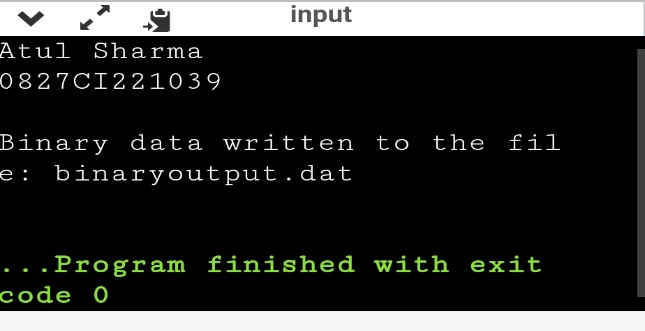 input
Atul Sharma
0827CI221039
Binary data written to the fil
e: binaryoutput.dat
...Program finished with exit
code 0